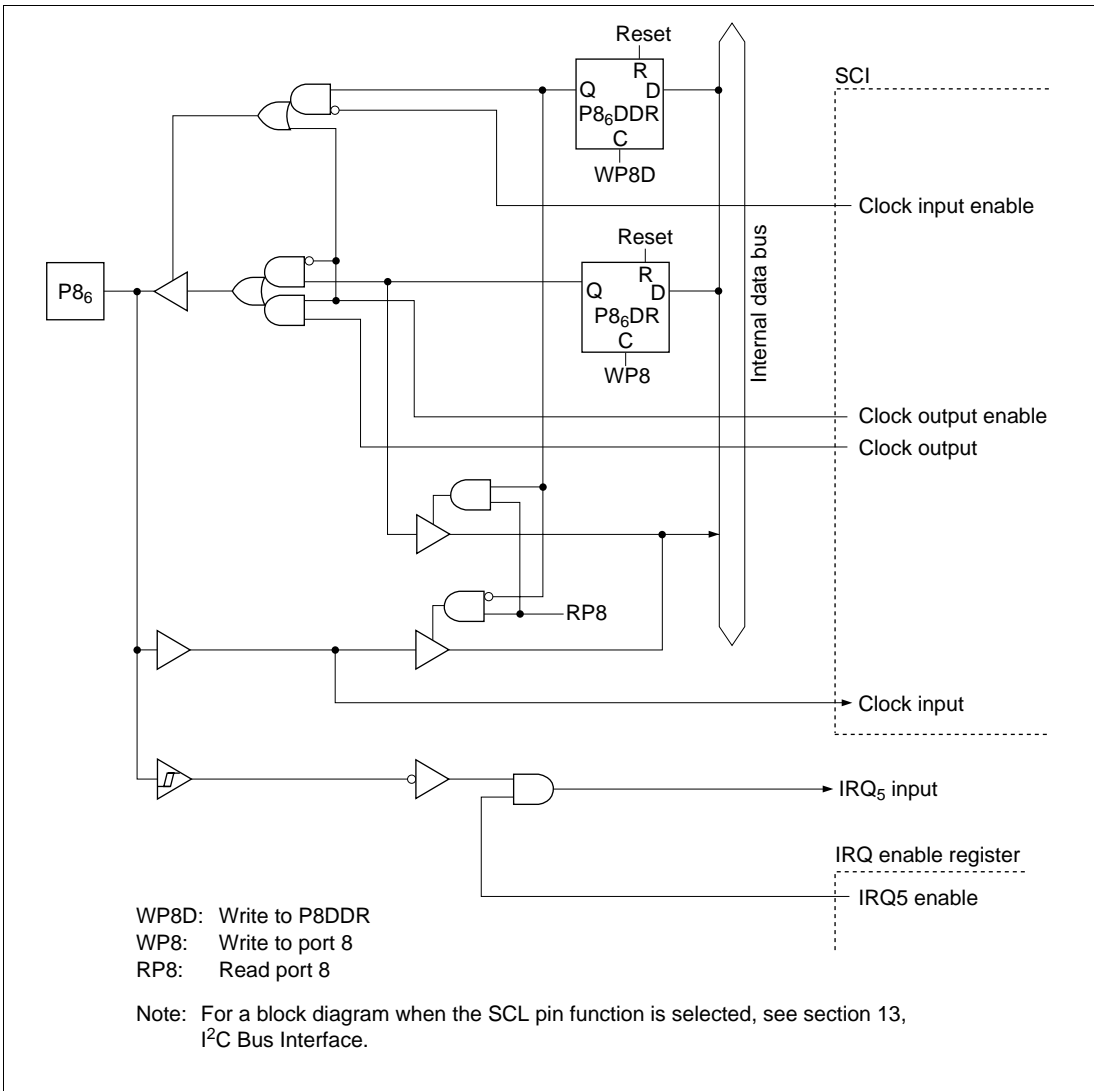 Reset
R
SCI
Q D
P8₆DDR
C
WP8D
Clock input enable
Reset
R
P8₆
Q D
P8₆DR
C
WP8
Internal data bus
Clock output enable
Clock output
RP8
Clock input
IRQ₅ input
IRQ enable register
IRQ5 enable
WP8D: Write to P8DDR
WP8: Write to port 8
RP8: Read port 8
Note: For a block diagram when the SCL pin function is selected, see section 13,
I²C Bus Interface.